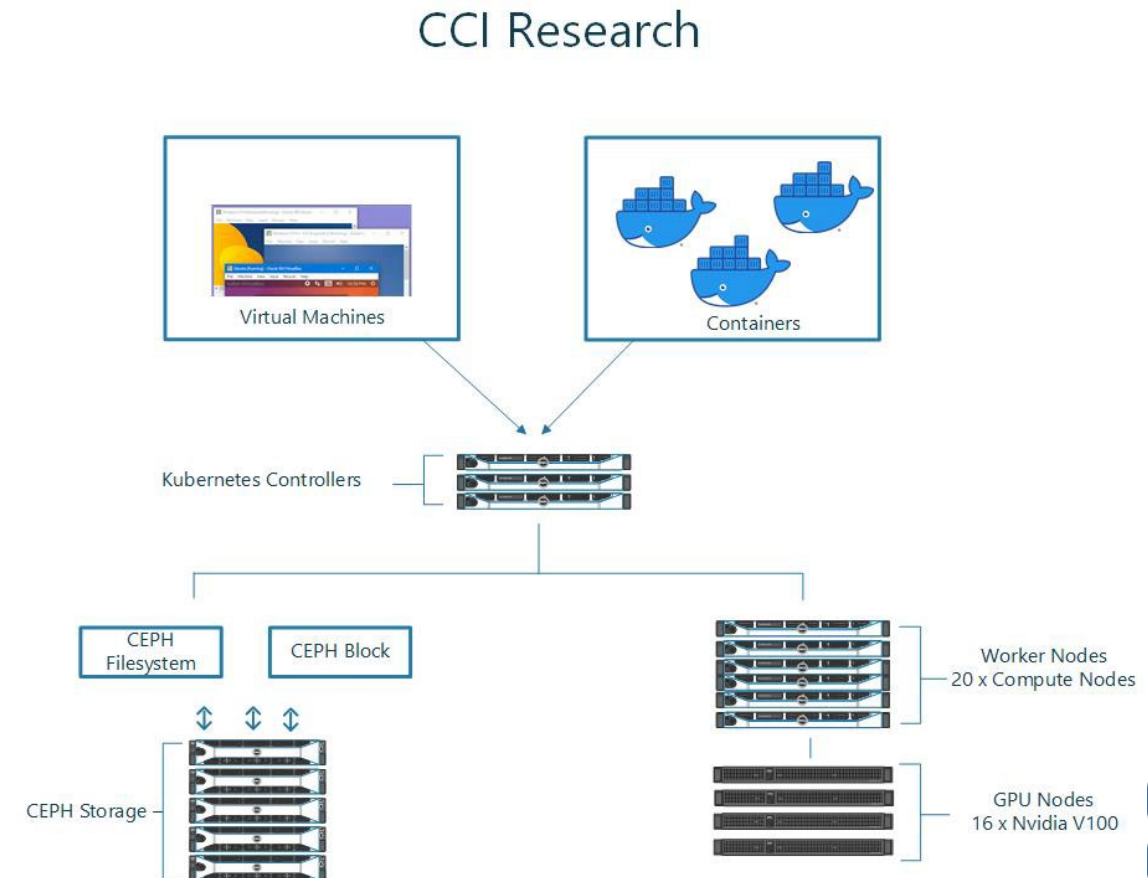 CCI Research
Virtual Machines
Containers
Kubernetes Controllers
CEPH
Filesystem
CEPH Block
Worker Nodes
20 x Compute Nodes
CEPH Storage
GPU Nodes
16 x Nvidia V100